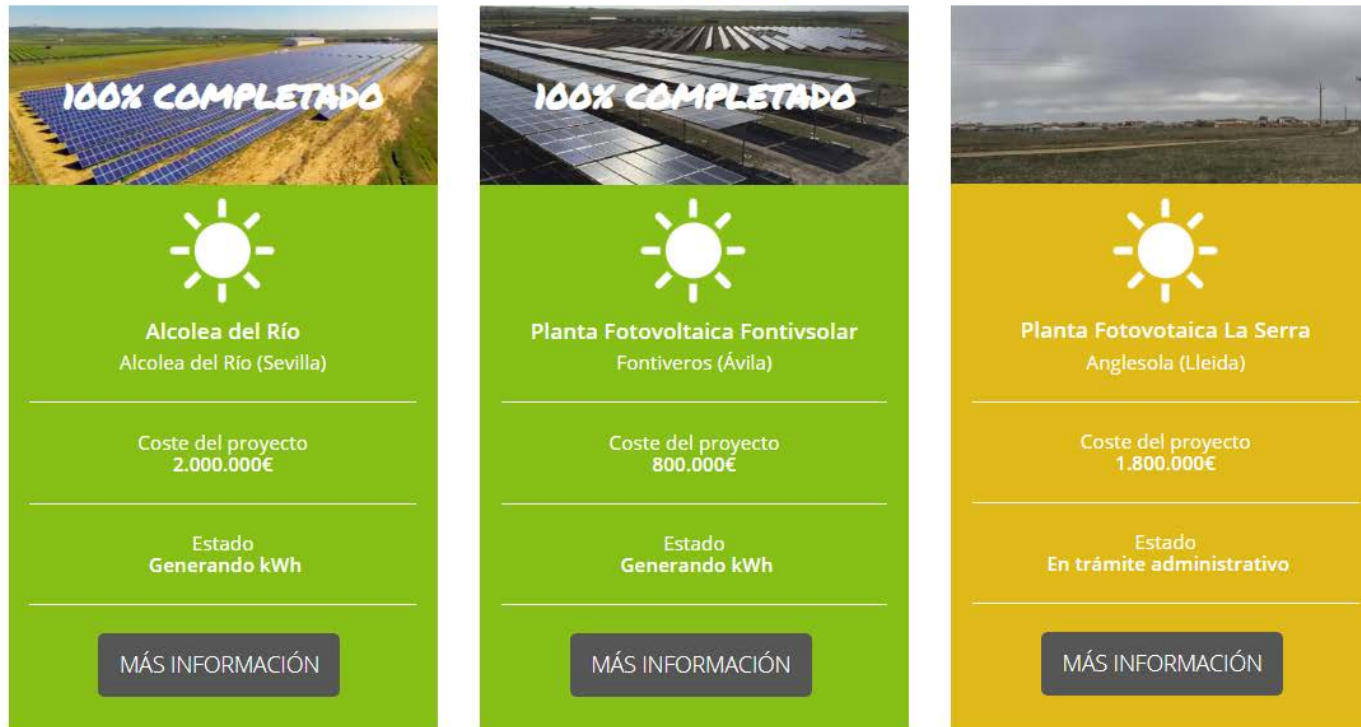 100% COMPLETADO
Alcolea del Río
Alcolea del Río (Sevilla)
Coste del proyecto
2.000.000€
Estado
Generando kWh
MÁS INFORMACIÓN
100% COMPLETADO
Planta Fotovoltaica Fontivsolar
Fontiveros (Ávila)
Coste del proyecto
800.000€
Estado
Generando kWh
MÁS INFORMACIÓN
Planta Fotovotaica La Serra
Anglesola (Lleida)
Coste del proyecto
1.800.000€
Estado
En trámite administrativo
MÁS INFORMACIÓN